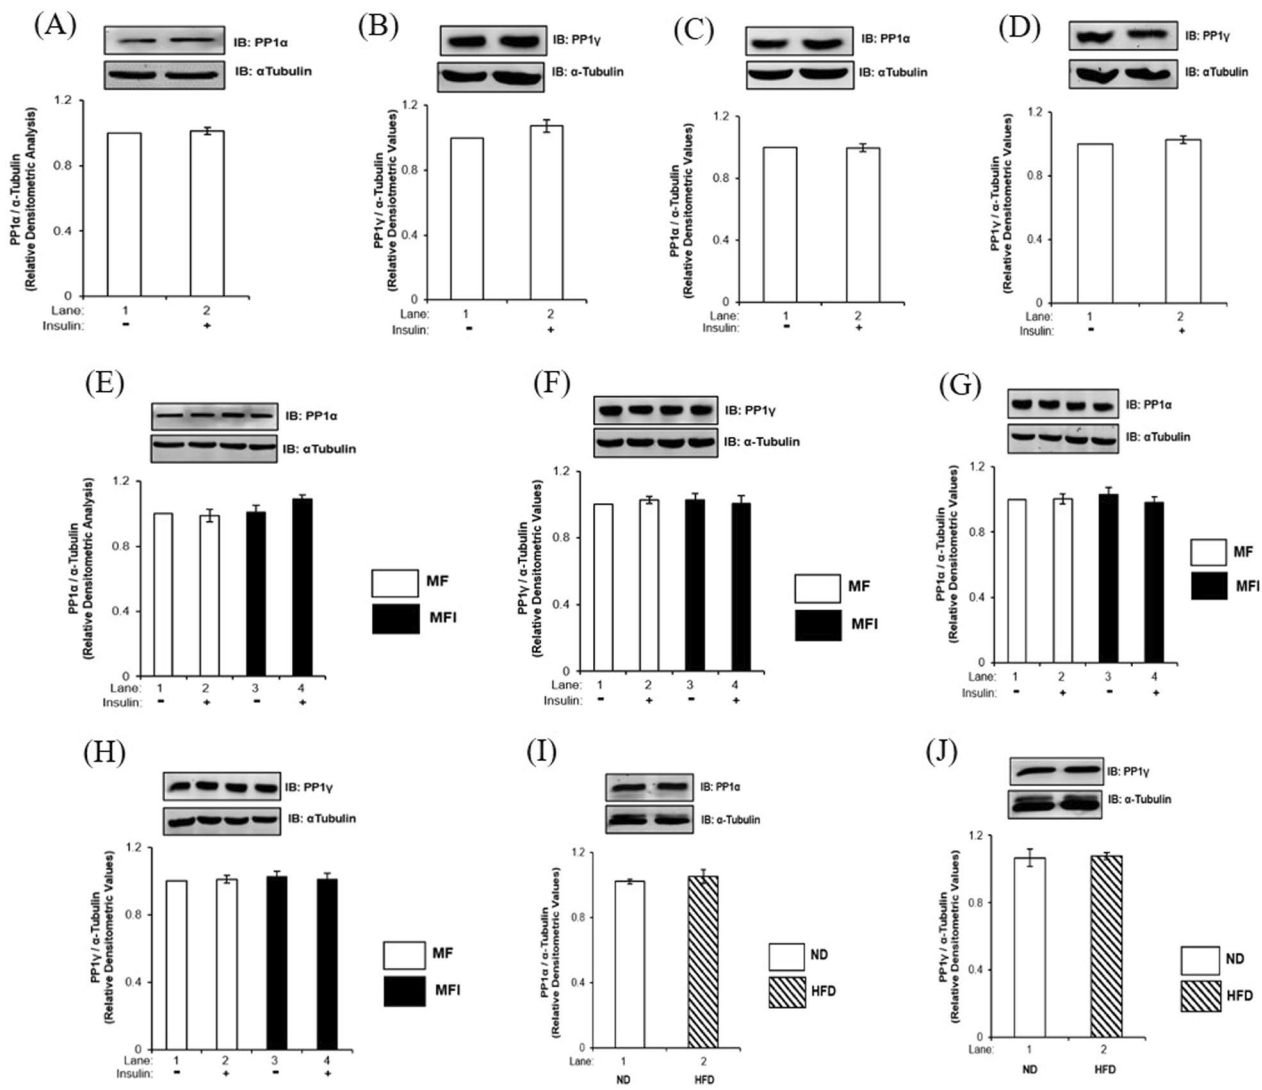 (A)
IB: PP1α
IB: αTubulin
PP1α / α-Tubulin
(Relative Densitometric Analysis)
1.2
0.8
0.4
0
Lane: 1 2
Insulin: - +
(B)
IB: PP1γ
IB: α-Tubulin
PP1γ / α-Tubulin
(Relative Densiotmetric Values)
1.2
0.8
0.4
0
Lane: 1 2
Insulin: - +
(C)
IB: PP1α
IB: αTubulin
PP1α / α-Tubulin
(Relative Densitometric Values)
1.2
0.8
0.4
0
Lane: 1 2
Insulin: - +
(D)
IB: PP1γ
IB: αTubulin
PP1γ / α-Tubulin
(Relative Densitometric Values)
1.2
0.8
0.4
0
Lane: 1 2
Insulin: - +
(E)
IB: PP1α
IB: αTubulin
PP1α / α-Tubulin
(Relative Densitometric Analysis)
1.2
0.8
0.4
0
Lane: 1 2 3 4
Insulin: - + - +
MF
MFI
(F)
IB: PP1γ
IB: α-Tubulin
PP1γ / α-Tubulin
(Relative Densitometric Values)
1.2
0.8
0.4
0
Lane: 1 2 3 4
Insulin: - + - +
MF
MFI
(G)
IB: PP1α
IB: αTubulin
PP1α / α-Tubulin
(Relative Densitometric Values)
1.2
0.8
0.4
0
Lane: 1 2 3 4
Insulin: - + - +
MF
MFI
(H)
IB: PP1γ
IB: αTubulin
PP1γ / α-Tubulin
(Relative Densitometric Values)
1.2
0.8
0.4
0
Lane: 1 2 3 4
Insulin: - + - +
MF
MFI
(I)
IB: PP1α
IB: α-Tubulin
PP1α / α-Tubulin
(Relative Densitometric Values)
1.2
0.8
0.4
0
Lane: 1 2
ND HFD
ND
HFD
(J)
IB: PP1γ
IB: α-Tubulin
PP1γ / α-Tubulin
(Relative Densitometric Values)
1.2
0.8
0.4
0
Lane: 1 2
ND HFD
ND
HFD